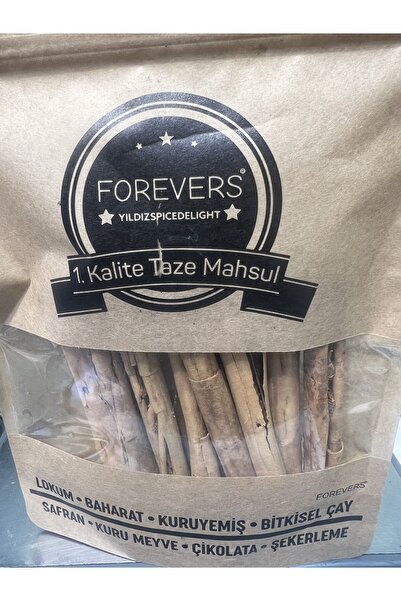 FOREVERS®
★ YILDIZSPICEDELIGHT ★
1. Kalite Taze Mahsul
FOREVERS®
LOKUM • BAHARAT • KURUYEMİŞ • BİTKİSEL ÇAY
SAFRAN • KURU MEYVE • ÇİKOLATA • ŞEKERLEME